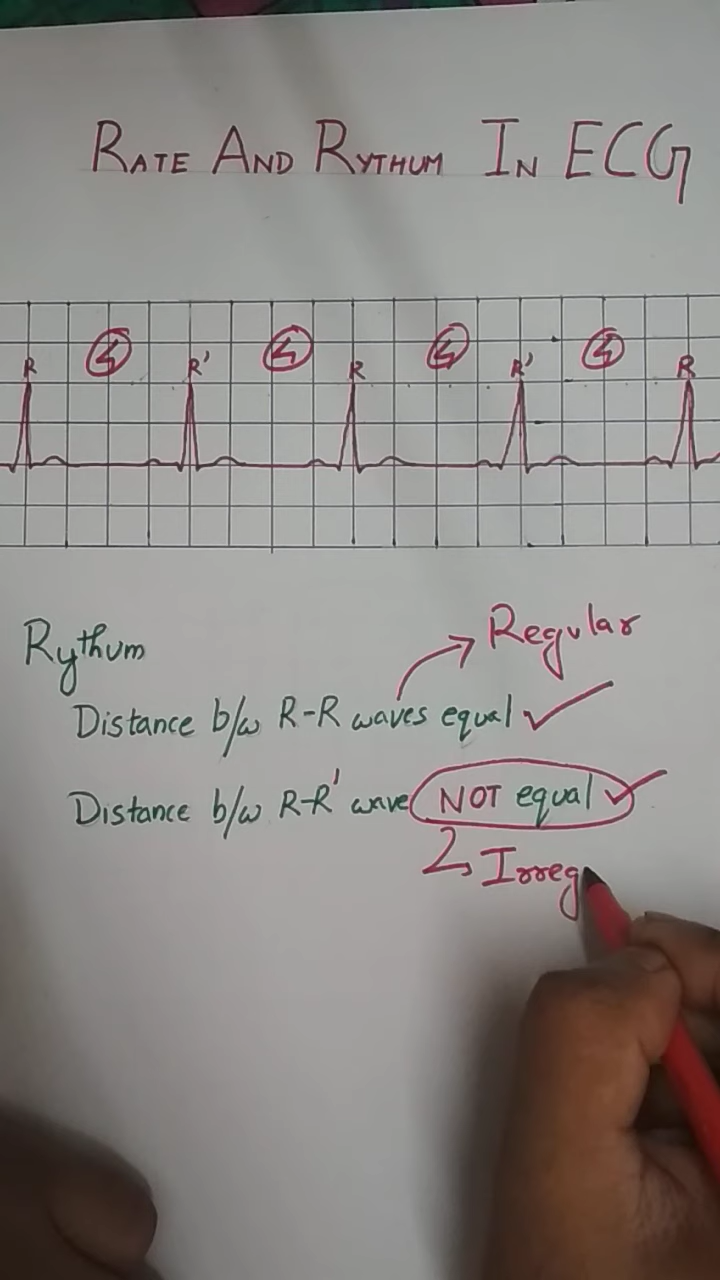 RATE AND RYTHUM IN ECG
4 4 4 4
R R' R R' R
Rythum
Regular
Distance b/w R-R waves equal
Distance b/w R-R' wave NOT equal
Irreg